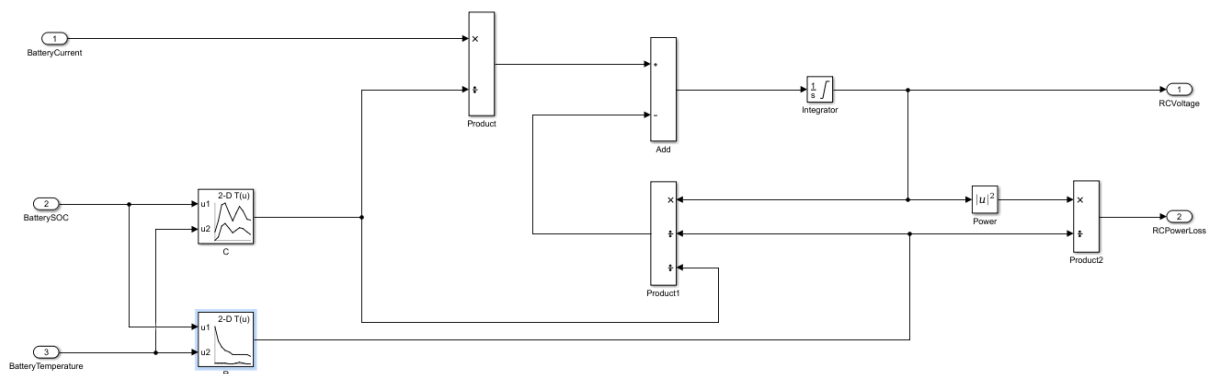 1
BatteryCurrent
×
÷
Product
+
−
Add
1
s
∫
Integrator
1
RCVoltage
2
BatterySOC
2-D T(u)
u1
u2
C
×
÷
÷
Product1
|u|²
Power
×
÷
Product2
2
RCPowerLoss
3
BatteryTemperature
2-D T(u)
u1
u2